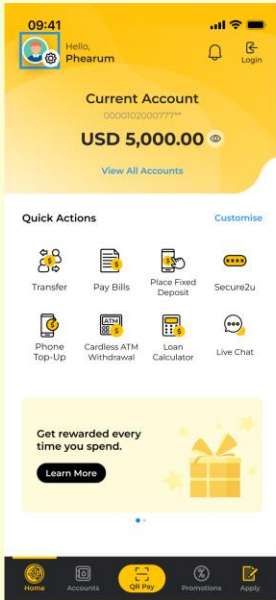 09:41
Hello,
Phearum
Login
Current Account
0000102000777**
USD 5,000.00
View All Accounts
Quick Actions
Customise
Transfer
Pay Bills
Place Fixed
Deposit
Secure2u
Phone
Top-Up
ATM
Cardless ATM
Withdrawal
Loan
Calculator
Live Chat
Get rewarded every
time you spend.
Learn More
Home
Accounts
QR Pay
Promotions
Apply